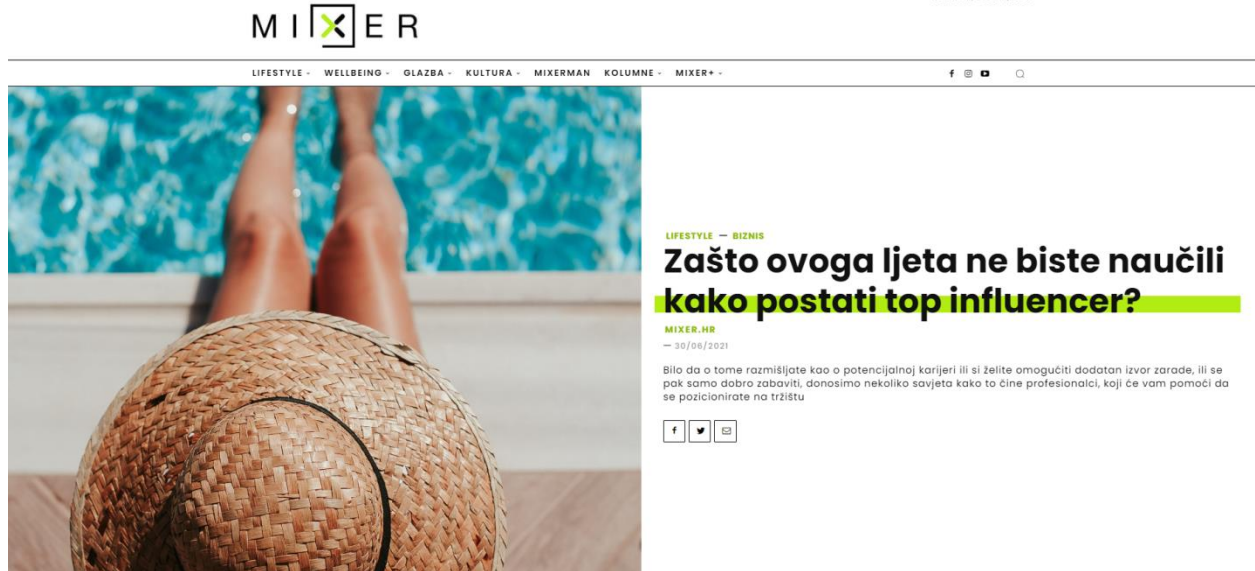 MIXER
LIFESTYLE WELLBEING GLAZBA KULTURA MIXERMAN KOLUMNE MIXER+
LIFESTYLE — BIZNIS
Zašto ovoga ljeta ne biste naučili
kako postati top influencer?
MIXER.HR
— 30/06/2021
Bilo da o tome razmišljate kao o potencijalnoj karijeri ili si želite omogućiti dodatan izvor zarade, ili se
pak samo dobro zabaviti, donosimo nekoliko savjeta kako to čine profesionalci, koji će vam pomoći da
se pozicionirate na tržištu